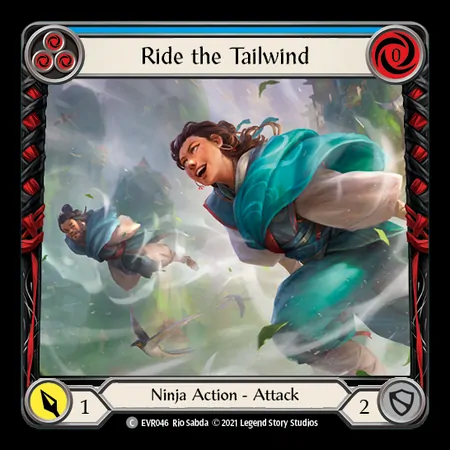 Ride the Tailwind
0
Ninja Action - Attack
1
2
C EVR046 Rio Sabda © 2021 Legend Story Studios